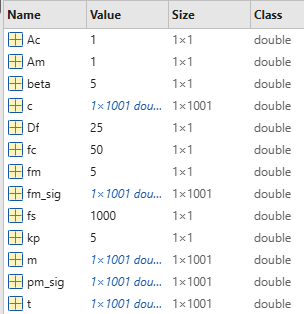 Name Value Size Class
Ac 1 1×1 double
Am 1 1×1 double
beta 5 1×1 double
c 1×1001 dou... 1×1001 double
Df 25 1×1 double
fc 50 1×1 double
fm 5 1×1 double
fm_sig 1×1001 dou... 1×1001 double
fs 1000 1×1 double
kp 5 1×1 double
m 1×1001 dou... 1×1001 double
pm_sig 1×1001 dou... 1×1001 double
t 1×1001 dou... 1×1001 double